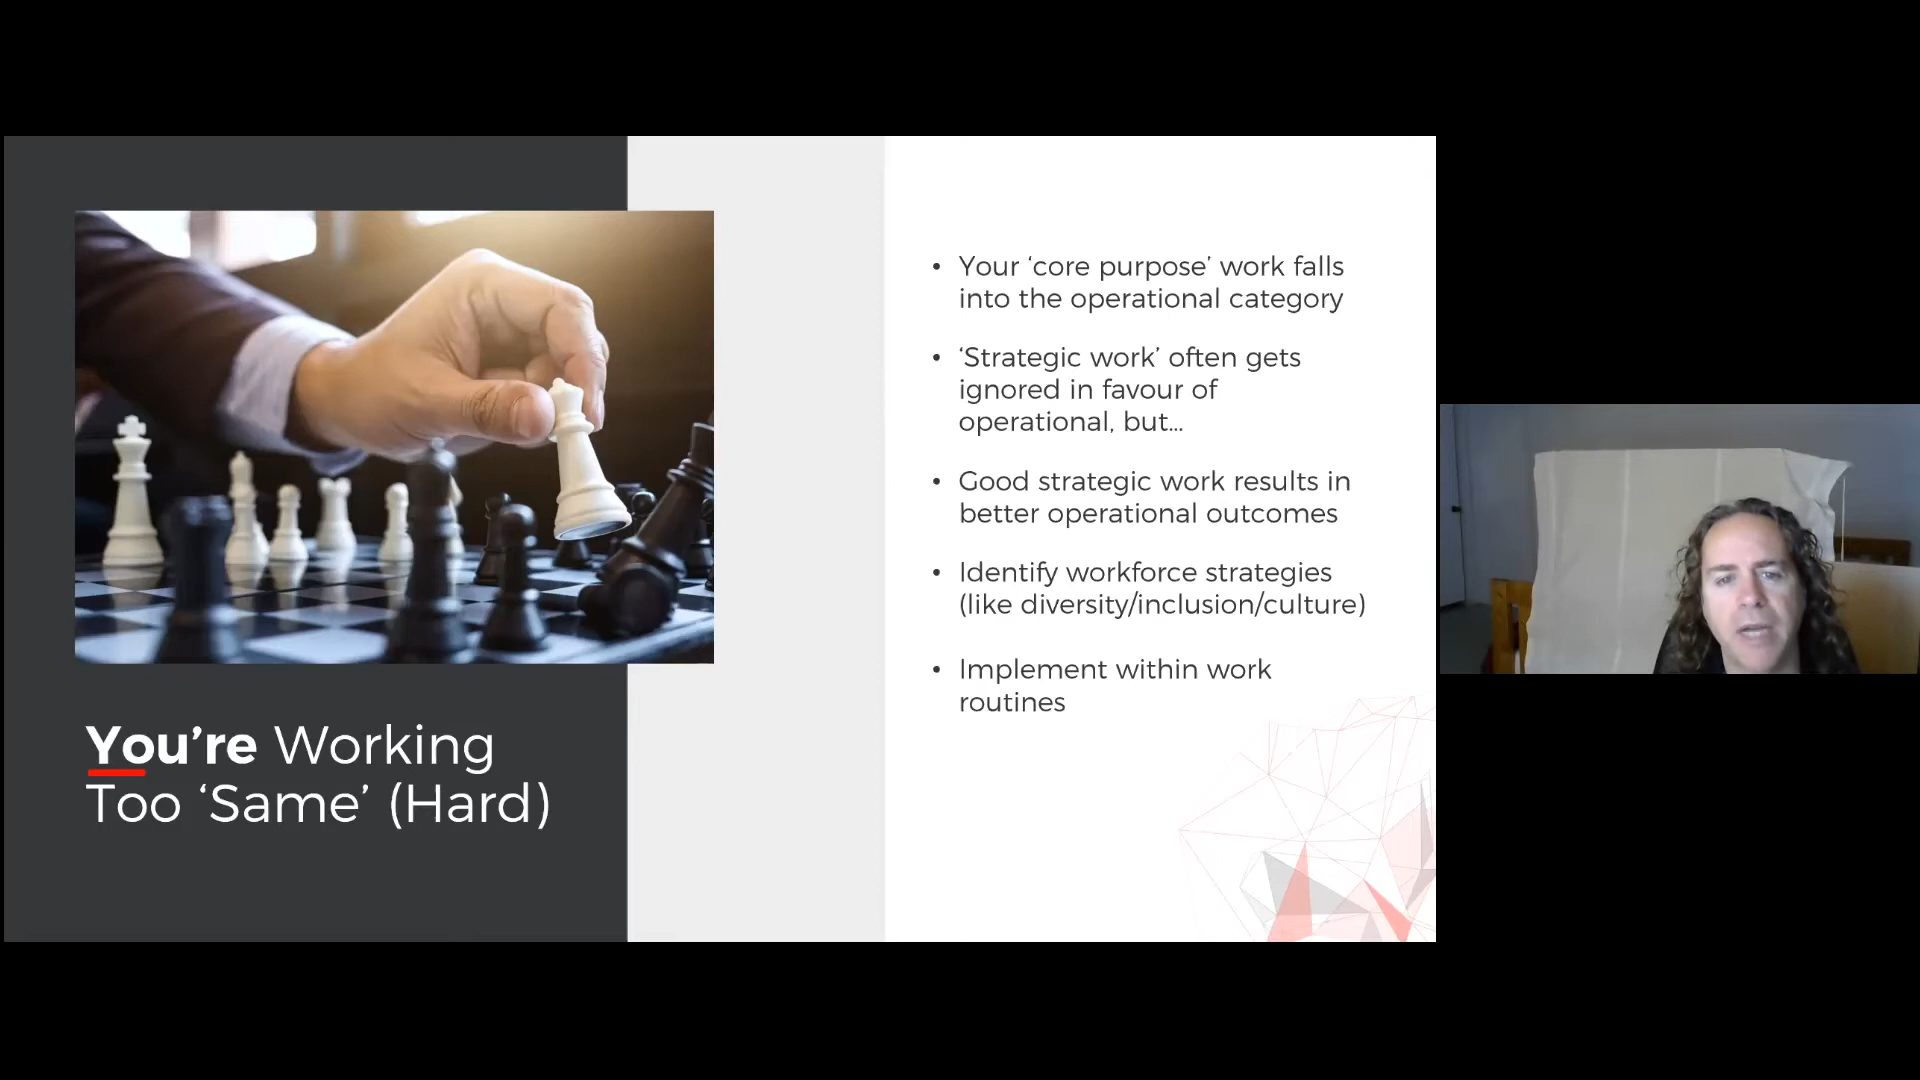 You’re Working
Too ‘Same’ (Hard)
• Your ‘core purpose’ work falls
into the operational category
• ‘Strategic work’ often gets
ignored in favour of
operational, but...
• Good strategic work results in
better operational outcomes
• Identify workforce strategies
(like diversity/inclusion/culture)
• Implement within work
routines